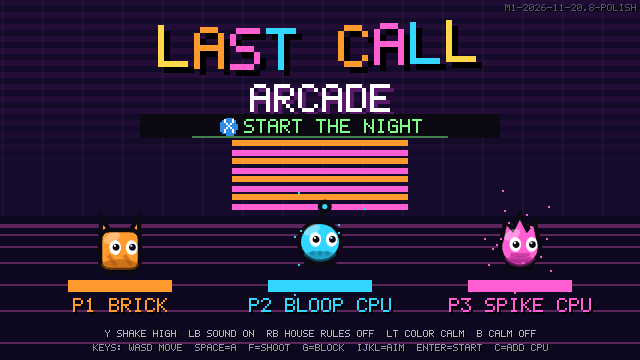 M1-2026-11-20.8-POLISH
LAST CALL
ARCADE
X START THE NIGHT
P1 BRICK
P2 BLOOP CPU
P3 SPIKE CPU
Y SHAKE HIGH LB SOUND ON RB HOUSE RULES OFF LT COLOR CALM B CALM OFF
KEYS: WASD MOVE SPACE=A F=SHOOT G=BLOCK IJKL=AIM ENTER=START C=ADD CPU